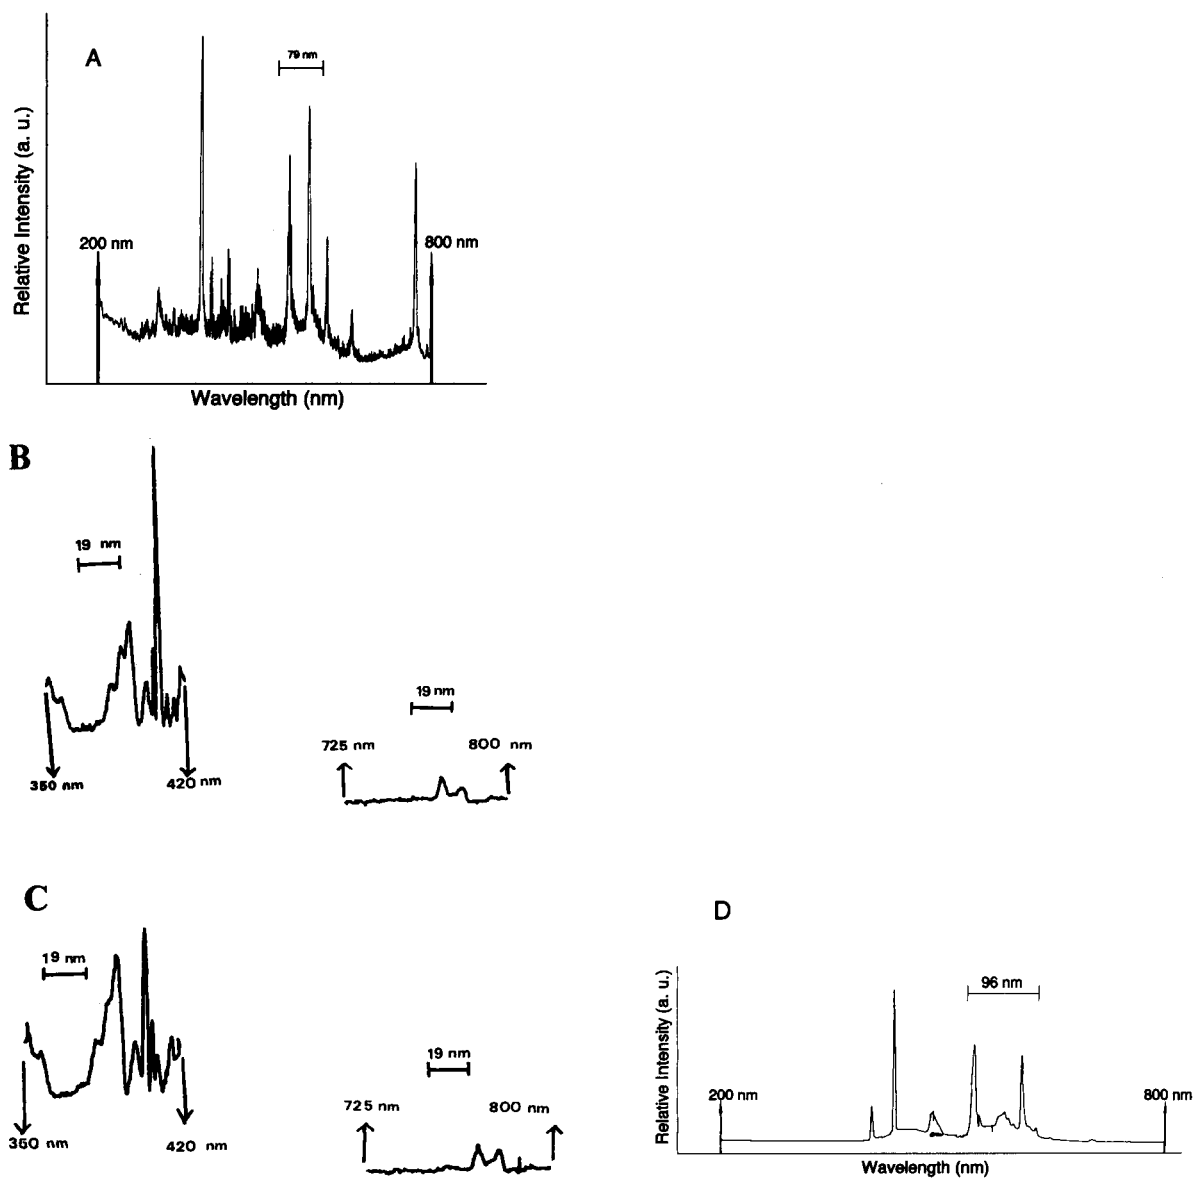 A
79 nm
Relative Intensity (a. u.)
200 nm
800 nm
Wavelength (nm)
B
19 nm
350 nm
420 nm
19 nm
725 nm
800 nm
C
19 nm
350 nm
420 nm
19 nm
725 nm
800 nm
D
96 nm
Relative Intensity (a. u.)
200 nm
800 nm
Wavelength (nm)